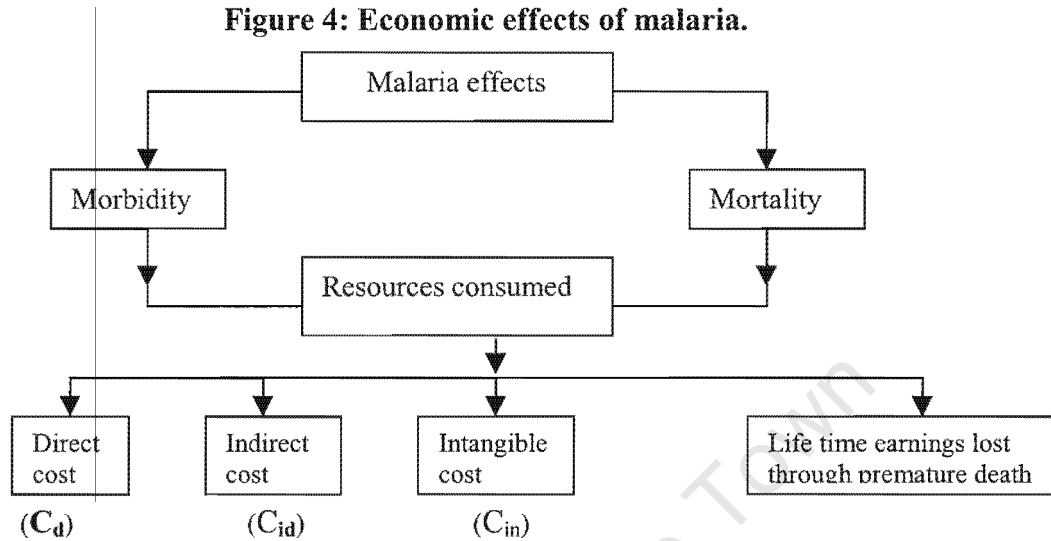 Figure 4: Economic effects of malaria.
Malaria effects
Morbidity
Mortality
Resources consumed
Direct
cost
Indirect
cost
Intangible
cost
Life time earnings lost
through premature death
(Cd)
(Cid)
(Cin)
Town